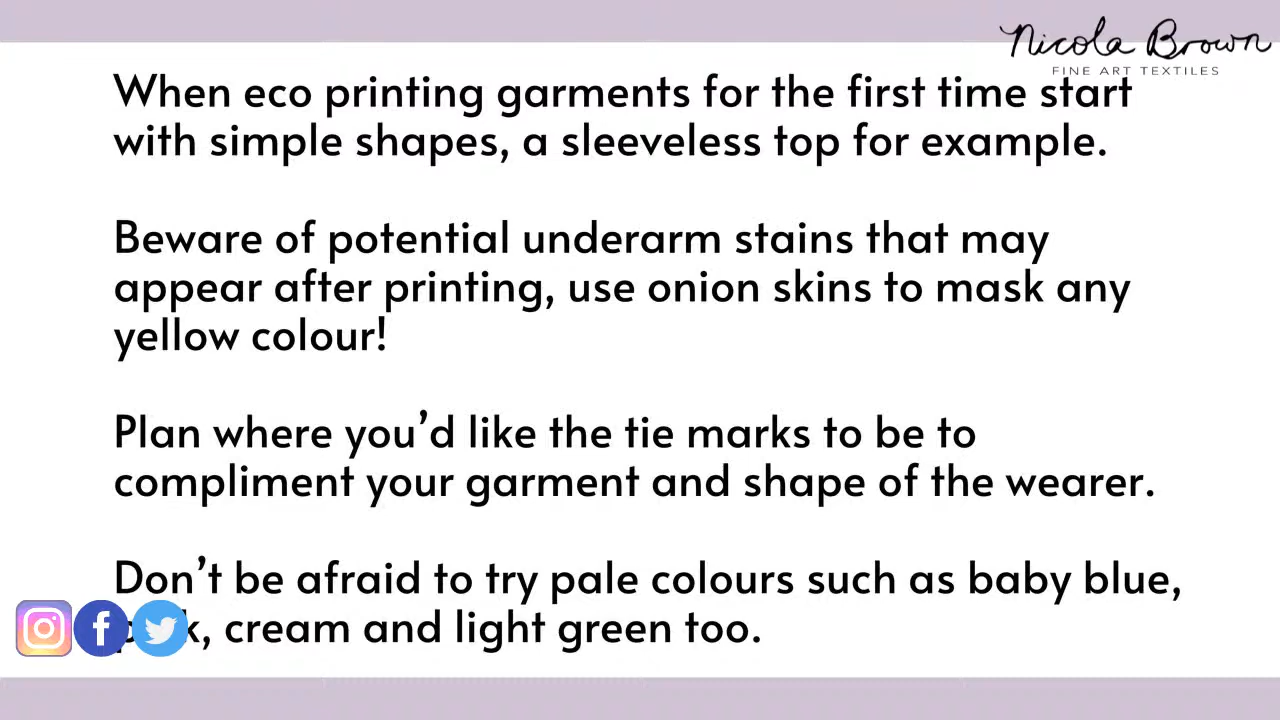 Nicola Brown
FINE ART TEXTILES
When eco printing garments for the first time start
with simple shapes, a sleeveless top for example.
Beware of potential underarm stains that may
appear after printing, use onion skins to mask any
yellow colour!
Plan where you’d like the tie marks to be to
compliment your garment and shape of the wearer.
Don’t be afraid to try pale colours such as baby blue,
cream and light green too.